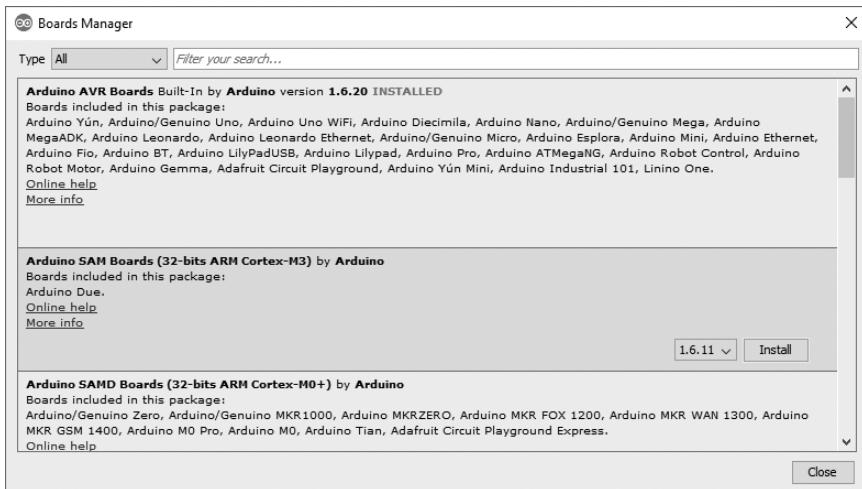 Boards Manager
Type All Filter your search...
Arduino AVR Boards Built-In by Arduino version 1.6.20 INSTALLED
Boards included in this package:
Arduino Yún, Arduino/Genuino Uno, Arduino Uno WiFi, Arduino Diecimila, Arduino Nano, Arduino/Genuino Mega, Arduino
MegaADK, Arduino Leonardo, Arduino Leonardo Ethernet, Arduino/Genuino Micro, Arduino Esplora, Arduino Mini, Arduino Ethernet,
Arduino Fio, Arduino BT, Arduino LilyPadUSB, Arduino Lilypad, Arduino Pro, Arduino ATMegaNG, Arduino Robot Control, Arduino
Robot Motor, Arduino Gemma, Adafruit Circuit Playground, Arduino Yún Mini, Arduino Industrial 101, Linino One.
Online help
More info
Arduino SAM Boards (32-bits ARM Cortex-M3) by Arduino
Boards included in this package:
Arduino Due.
Online help
More info
1.6.11 Install
Arduino SAMD Boards (32-bits ARM Cortex-M0+) by Arduino
Boards included in this package:
Arduino/Genuino Zero, Arduino/Genuino MKR1000, Arduino MKRZERO, Arduino MKR FOX 1200, Arduino MKR WAN 1300, Arduino
MKR GSM 1400, Arduino M0 Pro, Arduino M0, Arduino Tian, Adafruit Circuit Playground Express.
Online help
Close